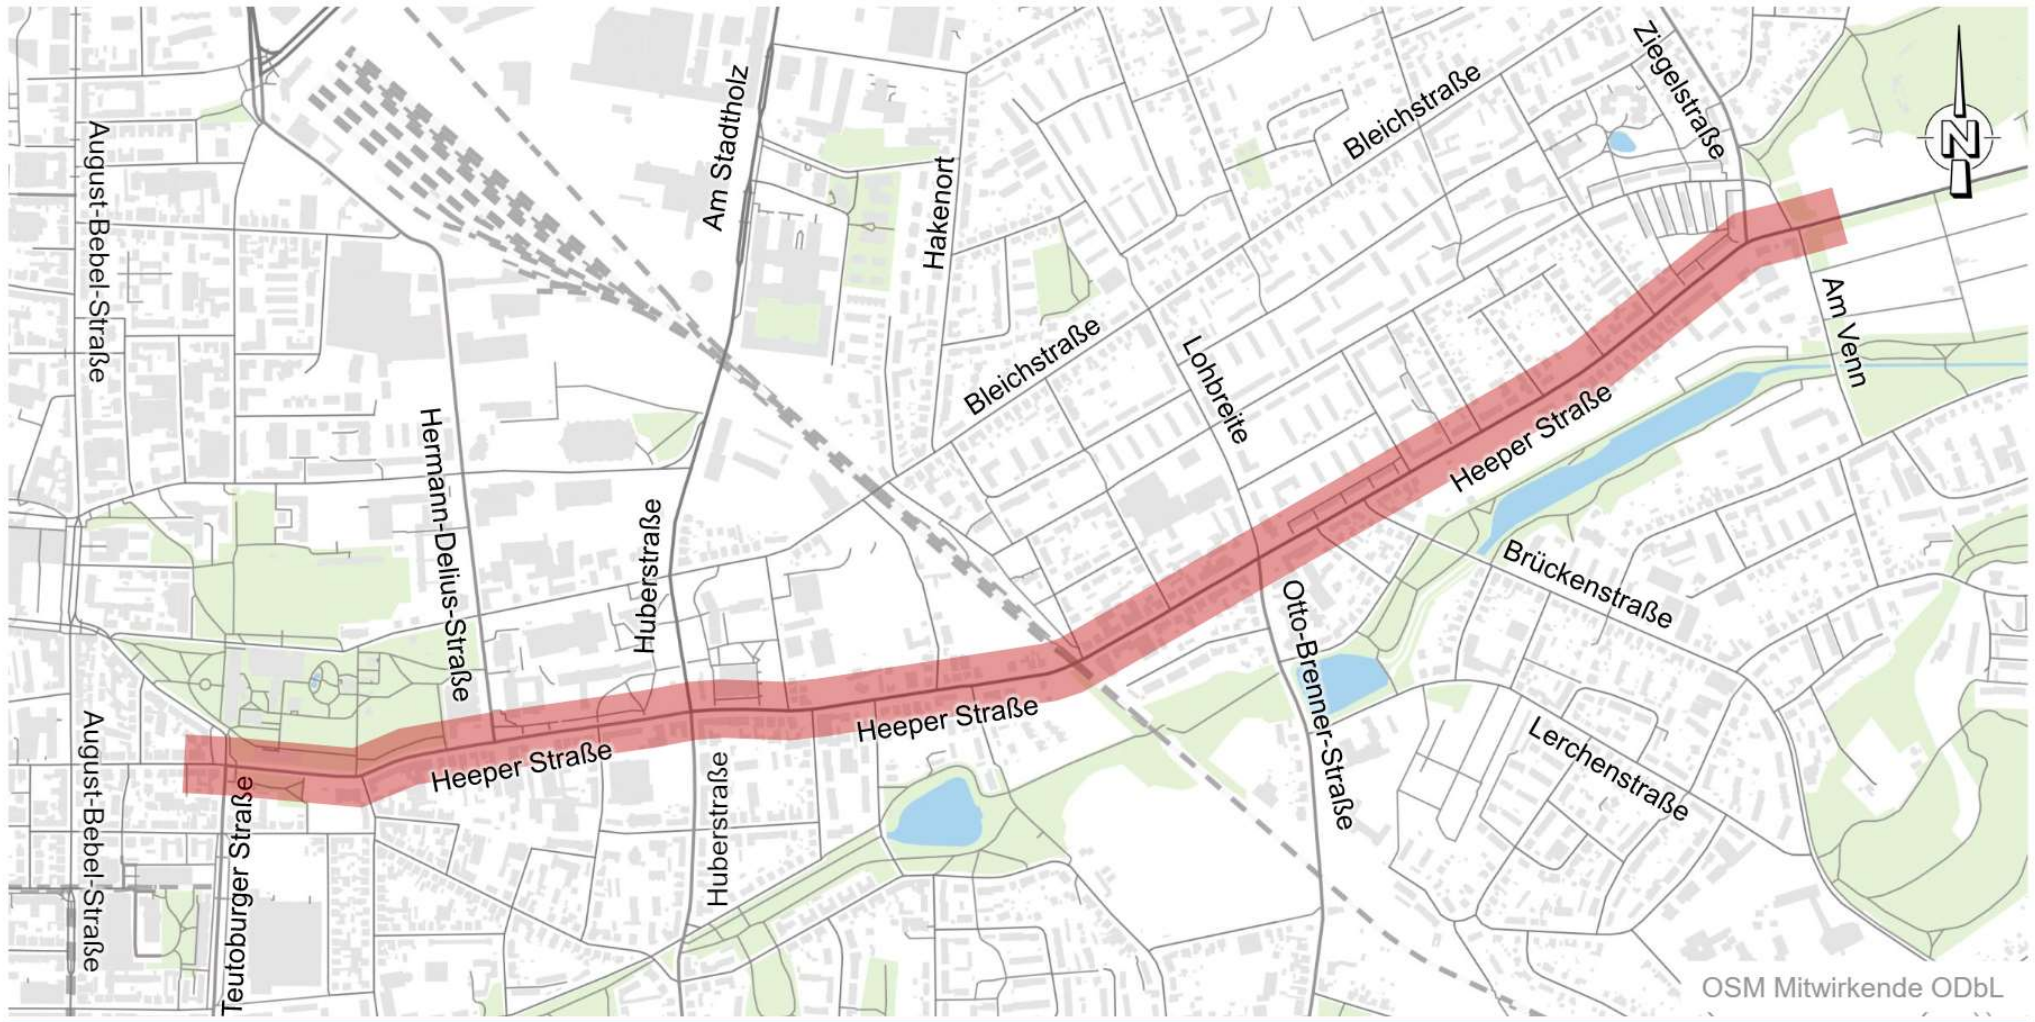 Ziegelstraße
Bleichstraße
Am Stadtholz
August-Bebel-Straße
N
Hakenort
Am Venn
Bleichstraße
Lohbreite
Heeper Straße
Hermann-Delius-Straße
Huberstraße
Brückenstraße
Otto-Brenner-Straße
Heeper Straße
Lerchenstraße
Heeper Straße
August-Bebel-Straße
Huberstraße
Teutoburger Straße
OSM Mitwirkende ODbL